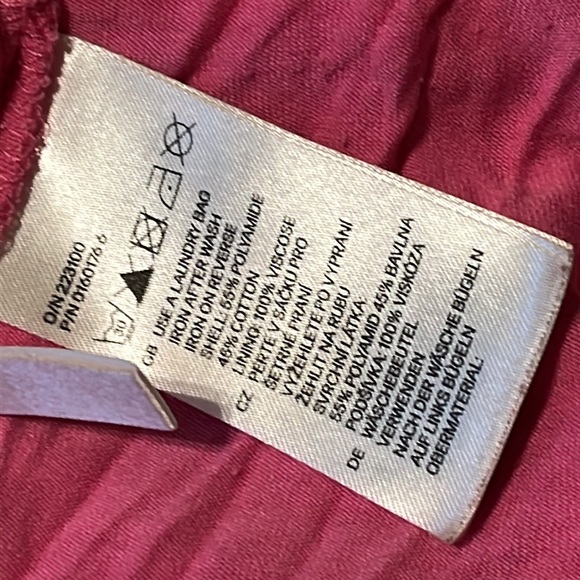 O/N 223100
P/N 0160176 6
30
GB
USE A LAUNDRY BAG
IRON AFTER WASH
IRON ON REVERSE
SHELL: 55% POLYAMIDE
45% COTTON
LINING: 100% VISCOSE
CZ
PERTE V SÁČKU PRO
ŠETRNÉ PRANÍ
VYŽEHLETE PO VYPRÁNÍ
ŽEHLIT NA RUBU
SVRCHNÍ LÁTKA:
55% POLYAMID 45% BAVLNA
PODŠÍVKA: 100% VISKÓZA
DE
WÄSCHEBEUTEL
VERWENDEN
NACH DER WÄSCHE BÜGELN
AUF LINKS BÜGELN
OBERMATERIAL: